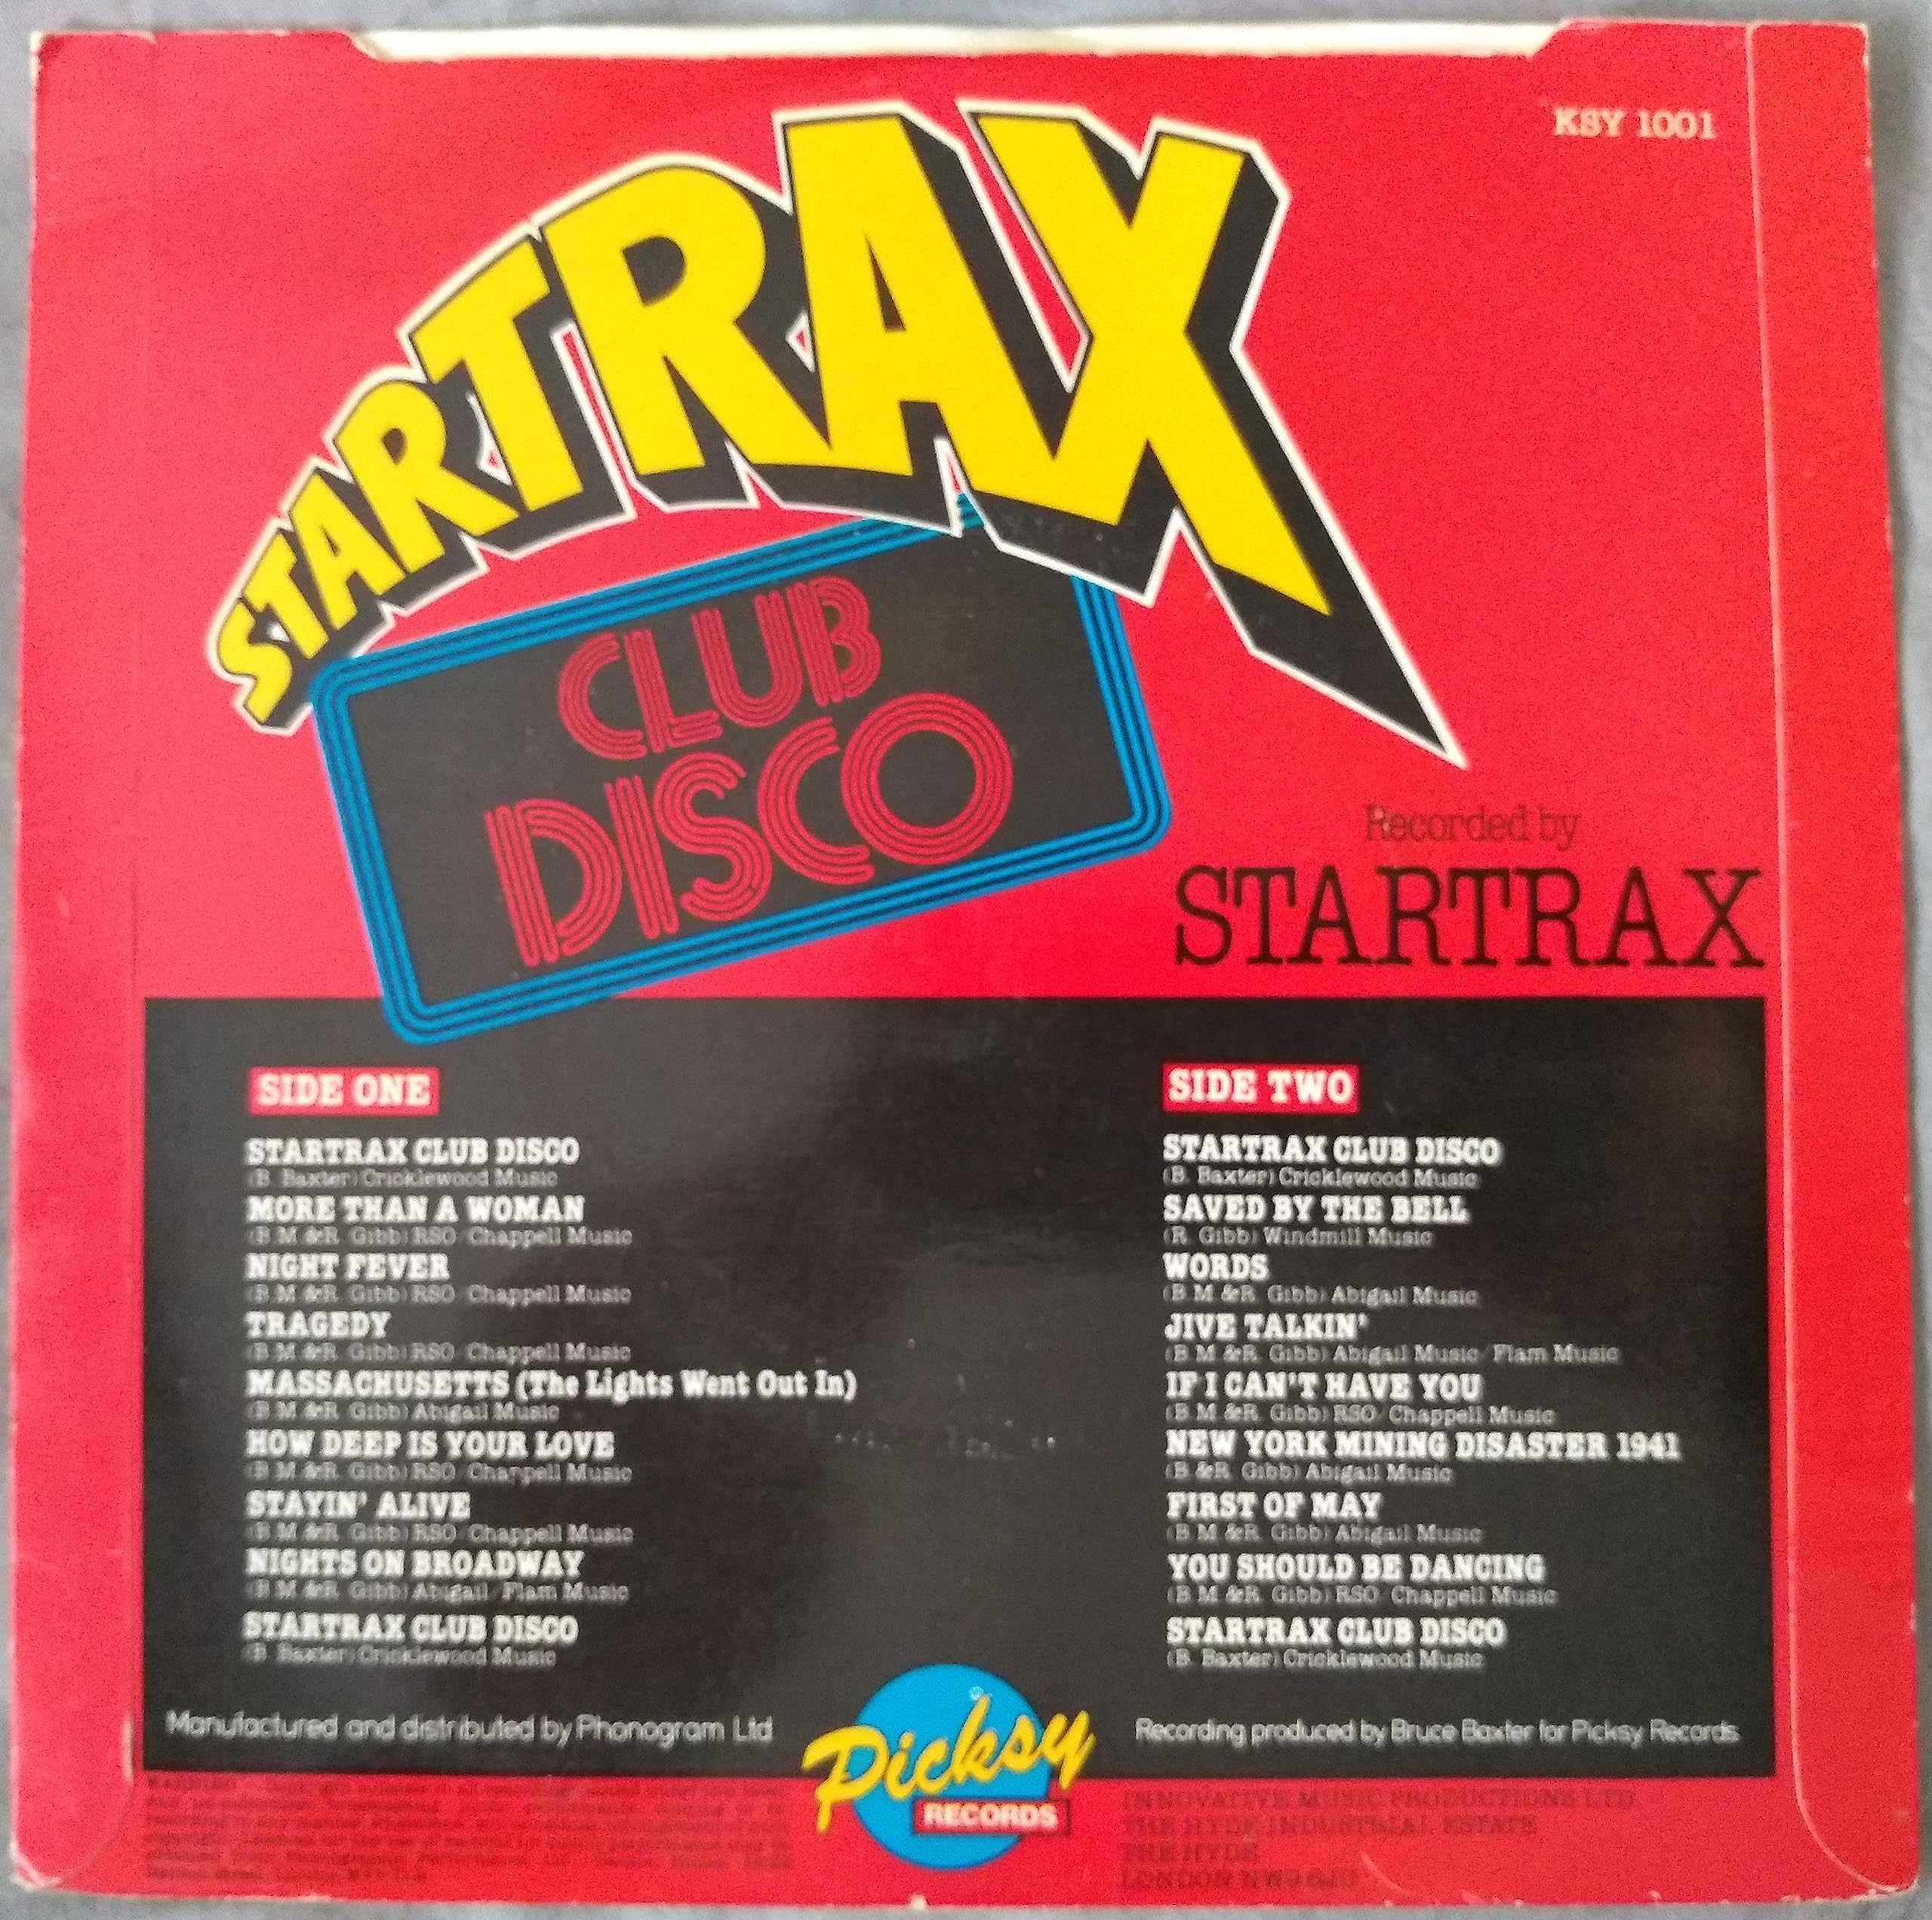 KSY 1001
STARTRAX
CLUB
DISCO
Recorded by
STARTRAX
SIDE ONE
STARTRAX CLUB DISCO
(B. Baxter) Cricklewood Music
MORE THAN A WOMAN
(B.M.&R. Gibb) RSO/Chappell Music
NIGHT FEVER
(B.M.&R. Gibb) RSO/Chappell Music
TRAGEDY
(B.M.&R. Gibb) RSO/Chappell Music
MASSACHUSETTS (The Lights Went Out In)
(B.M.&R. Gibb) Abigail Music
HOW DEEP IS YOUR LOVE
(B.M.&R. Gibb) RSO/Chappell Music
STAYIN' ALIVE
(B.M.&R. Gibb) RSO/Chappell Music
NIGHTS ON BROADWAY
(B.M.&R. Gibb) Abigail/Flam Music
STARTRAX CLUB DISCO
(B. Baxter) Cricklewood Music
SIDE TWO
STARTRAX CLUB DISCO
(B. Baxter) Cricklewood Music
SAVED BY THE BELL
(R. Gibb) Windmill Music
WORDS
(B.M.&R. Gibb) Abigail Music
JIVE TALKIN'
(B.M.&R. Gibb) Abigail Music/Flam Music
IF I CAN'T HAVE YOU
(B.M.&R. Gibb) RSO/Chappell Music
NEW YORK MINING DISASTER 1941
(B.&R. Gibb) Abigail Music
FIRST OF MAY
(B.M.&R. Gibb) Abigail Music
YOU SHOULD BE DANCING
(B.M.&R. Gibb) RSO/Chappell Music
STARTRAX CLUB DISCO
(B. Baxter) Cricklewood Music
Manufactured and distributed by Phonogram Ltd
Picksy
RECORDS
Recording produced by Bruce Baxter for Picksy Records
WARNING
INNOVATIVE MUSIC PRODUCTIONS LTD
THE HYDE INDUSTRIAL ESTATE
THE HYDE
LONDON NW9 6JU